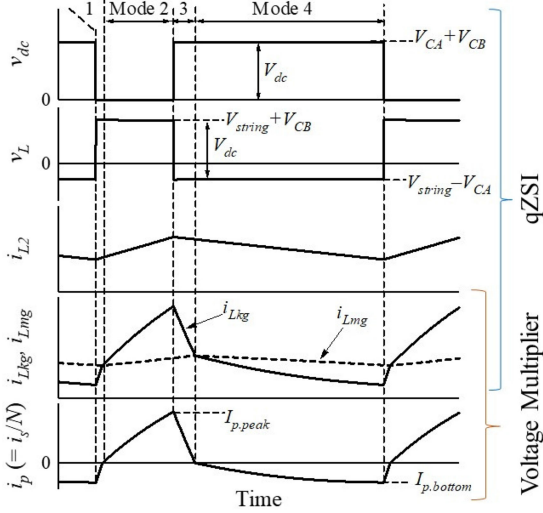 1 Mode 2 3 Mode 4
v_dc
V_CA+V_CB
V_dc
0
v_L
V_string+V_CB
V_dc
0
V_string−V_CA
i_L2
i_Lkg, i_Lmg
i_Lkg
i_Lmg
i_p (= i_s/N)
I_p.peak
0
I_p.bottom
Time
qZSI
Voltage Multiplier